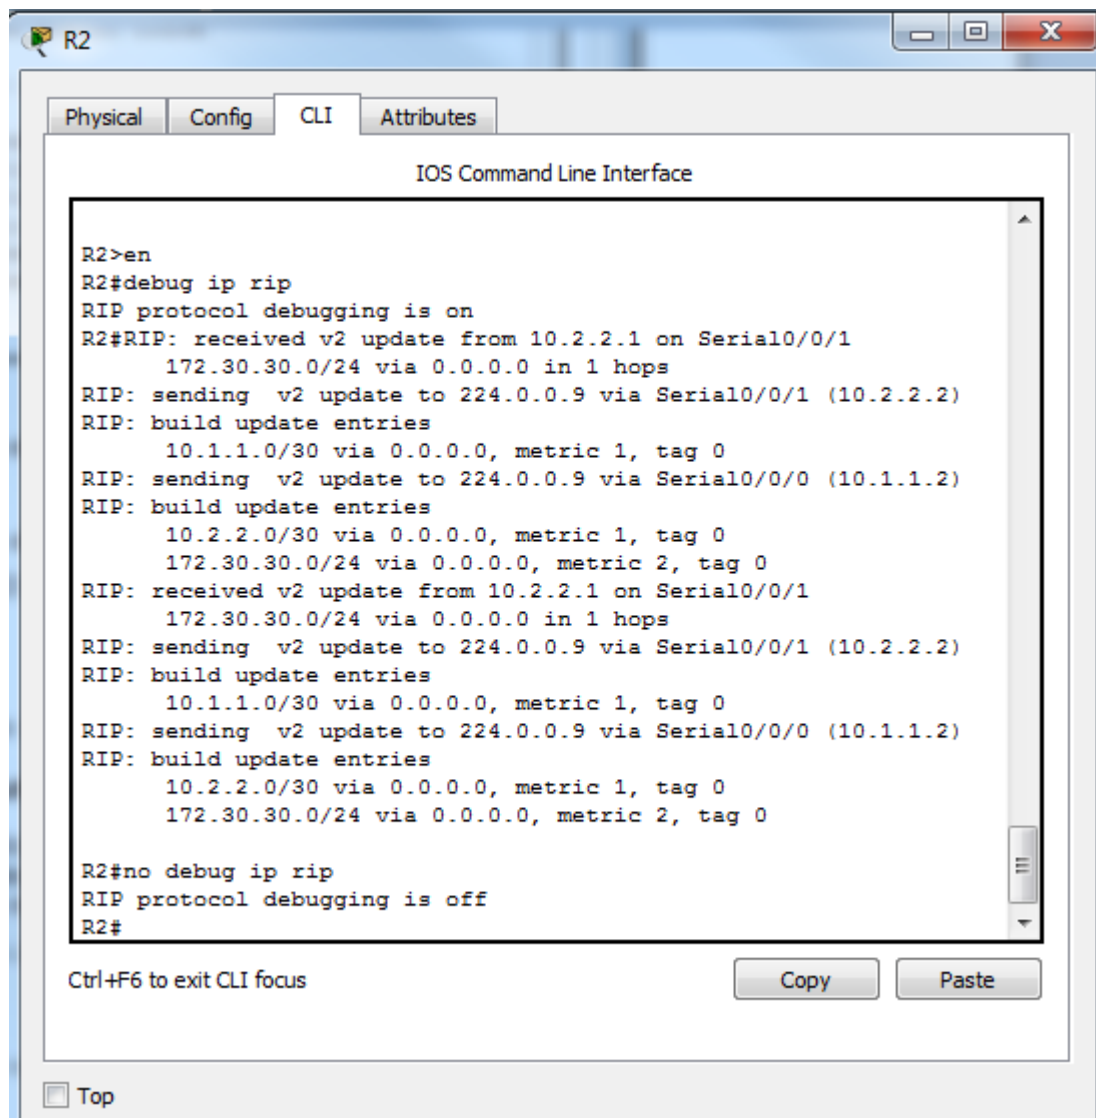 R2
Physical Config CLI Attributes
IOS Command Line Interface
R2>en
R2#debug ip rip
RIP protocol debugging is on
R2#RIP: received v2 update from 10.2.2.1 on Serial0/0/1
172.30.30.0/24 via 0.0.0.0 in 1 hops
RIP: sending  v2 update to 224.0.0.9 via Serial0/0/1 (10.2.2.2)
RIP: build update entries
10.1.1.0/30 via 0.0.0.0, metric 1, tag 0
RIP: sending  v2 update to 224.0.0.9 via Serial0/0/0 (10.1.1.2)
RIP: build update entries
10.2.2.0/30 via 0.0.0.0, metric 1, tag 0
172.30.30.0/24 via 0.0.0.0, metric 2, tag 0
RIP: received v2 update from 10.2.2.1 on Serial0/0/1
172.30.30.0/24 via 0.0.0.0 in 1 hops
RIP: sending  v2 update to 224.0.0.9 via Serial0/0/1 (10.2.2.2)
RIP: build update entries
10.1.1.0/30 via 0.0.0.0, metric 1, tag 0
RIP: sending  v2 update to 224.0.0.9 via Serial0/0/0 (10.1.1.2)
RIP: build update entries
10.2.2.0/30 via 0.0.0.0, metric 1, tag 0
172.30.30.0/24 via 0.0.0.0, metric 2, tag 0
R2#no debug ip rip
RIP protocol debugging is off
R2#
Ctrl+F6 to exit CLI focus
Copy Paste
Top